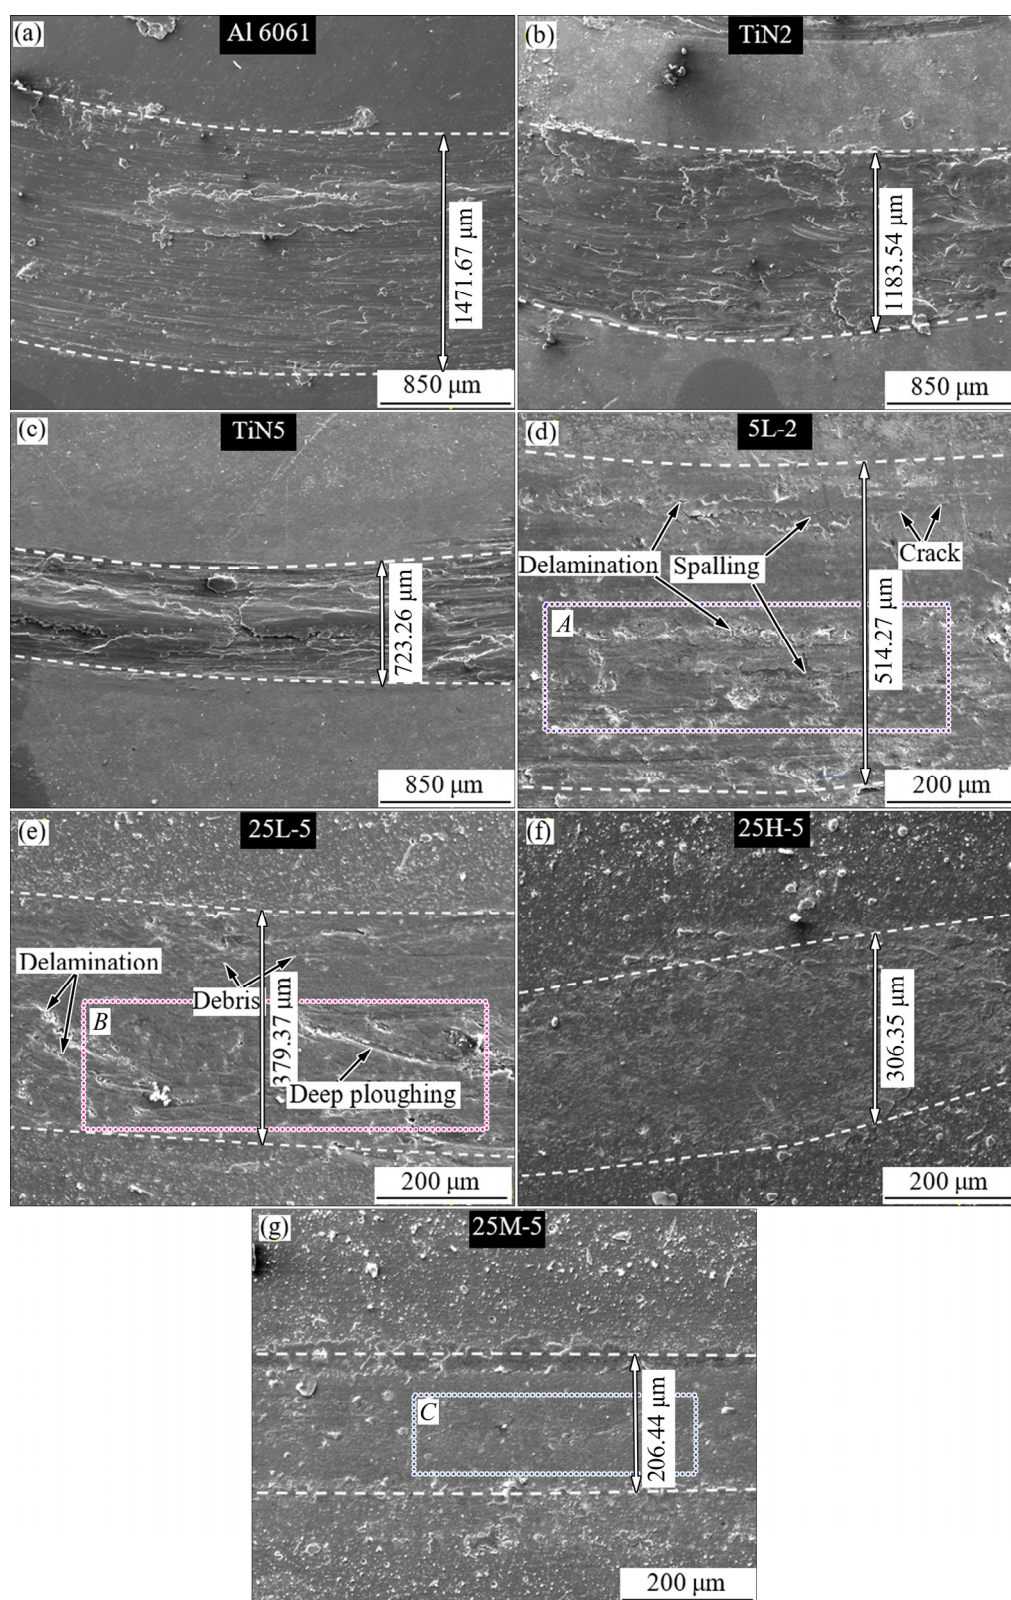 (a)
Al 6061
1471.67 μm
850 μm
(b)
TiN2
1183.54 μm
850 μm
(c)
TiN5
723.26 μm
850 μm
(d)
5L-2
Delamination
Spalling
Crack
A
514.27 μm
200 μm
(e)
25L-5
Delamination
Debris
B
379.37 μm
Deep ploughing
200 μm
(f)
25H-5
306.35 μm
200 μm
(g)
25M-5
C
206.44 μm
200 μm